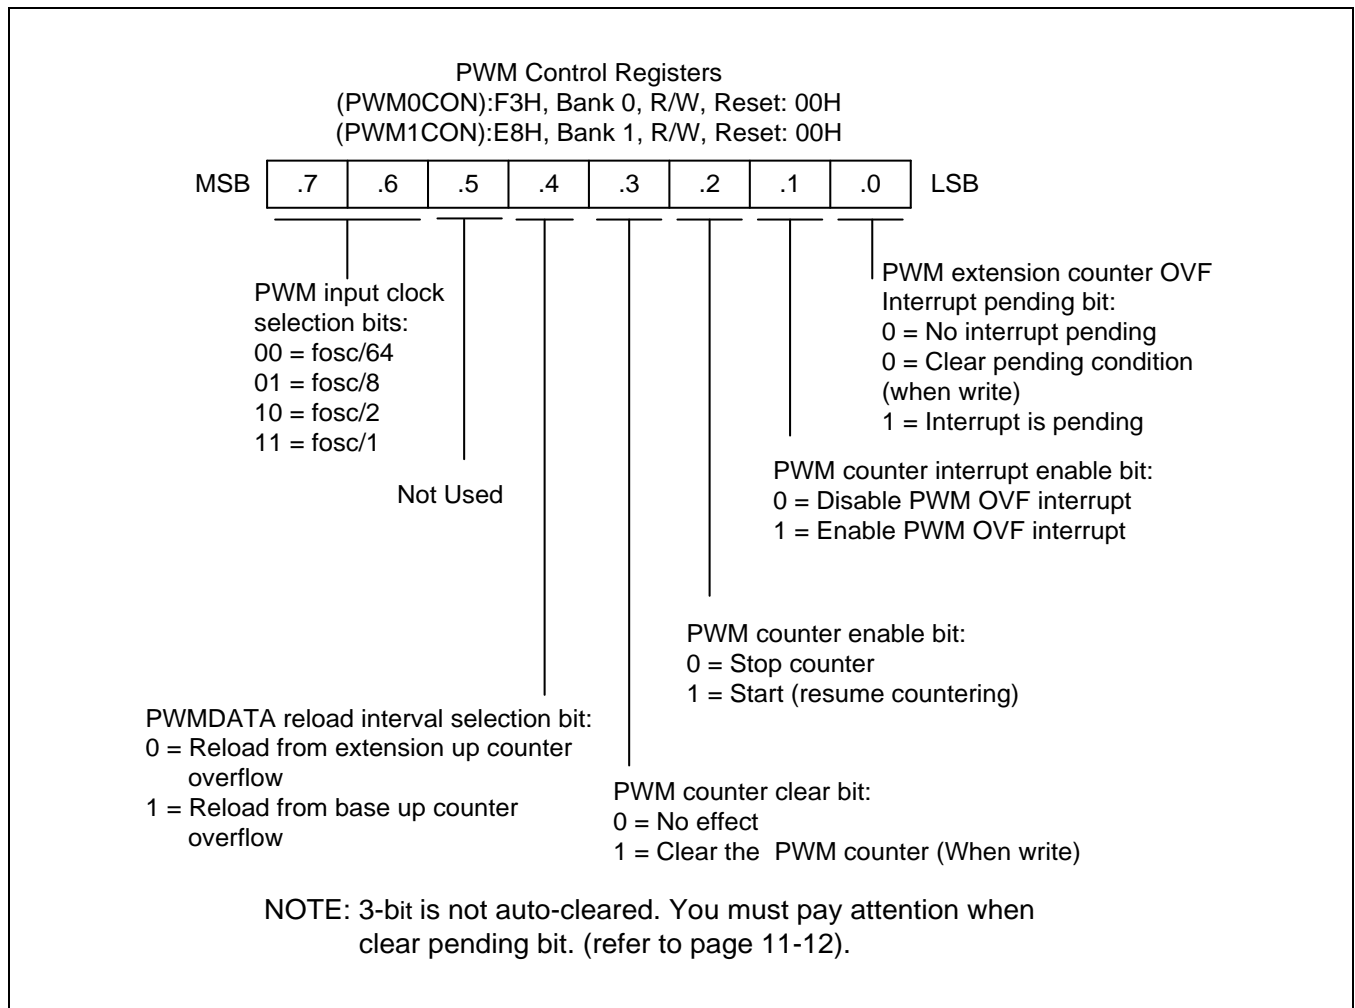 PWM Control Registers
(PWM0CON):F3H, Bank 0, R/W, Reset: 00H
(PWM1CON):E8H, Bank 1, R/W, Reset: 00H
MSB .7 .6 .5 .4 .3 .2 .1 .0 LSB
PWM input clock
selection bits:
00 = fosc/64
01 = fosc/8
10 = fosc/2
11 = fosc/1
Not Used
PWM extension counter OVF
Interrupt pending bit:
0 = No interrupt pending
0 = Clear pending condition
(when write)
1 = Interrupt is pending
PWM counter interrupt enable bit:
0 = Disable PWM OVF interrupt
1 = Enable PWM OVF interrupt
PWM counter enable bit:
0 = Stop counter
1 = Start (resume countering)
PWMDATA reload interval selection bit:
0 = Reload from extension up counter
overflow
1 = Reload from base up counter
overflow
PWM counter clear bit:
0 = No effect
1 = Clear the PWM counter (When write)
NOTE: 3-bit is not auto-cleared. You must pay attention when
clear pending bit. (refer to page 11-12).